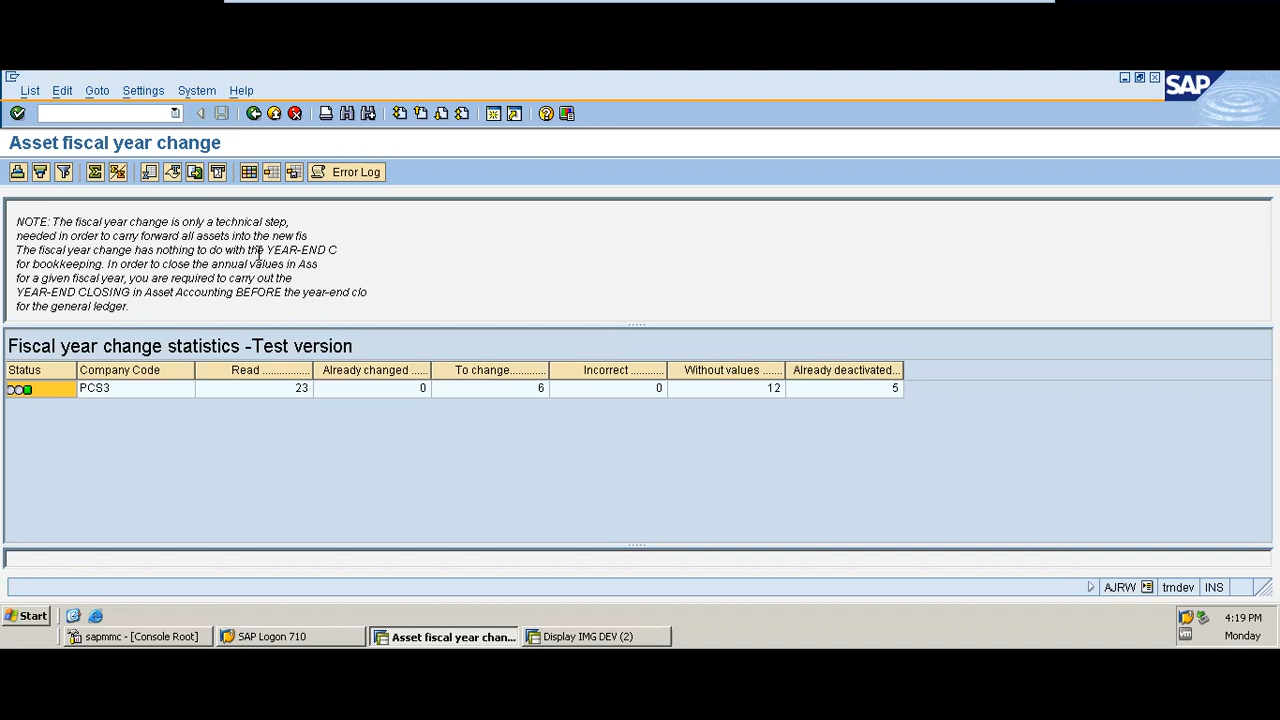 List Edit Goto Settings System Help
SAP
Asset fiscal year change
Error Log
NOTE: The fiscal year change is only a technical step,
needed in order to carry forward all assets into the new fis
The fiscal year change has nothing to do with the YEAR-END C
for bookkeeping. In order to close the annual values in Ass
for a given fiscal year, you are required to carry out the
YEAR-END CLOSING in Asset Accounting BEFORE the year-end clo
for the general ledger.
Fiscal year change statistics -Test version
Status Company Code Read .............. Already changed .... To change............ Incorrect ........... Without values ....... Already deactivated...
PCS3 23 0 6 0 12 5
AJRW trndev INS
Start
sapmmc - [Console Root] SAP Logon 710 Asset fiscal year chan... Display IMG DEV (2)
4:19 PM
Monday